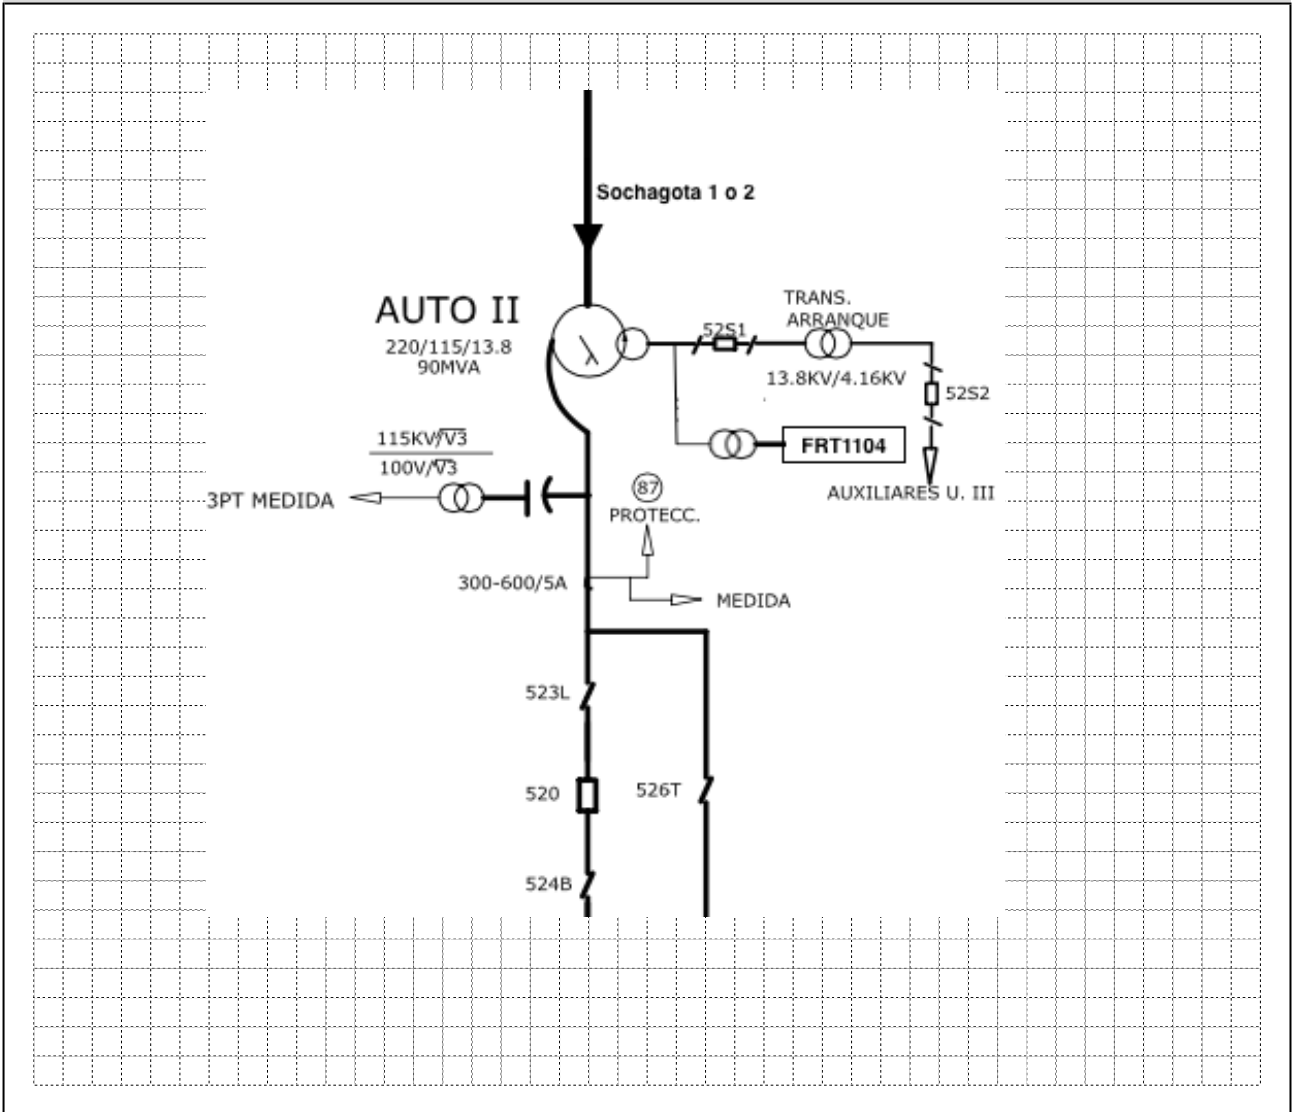 Sochagota 1 o 2
AUTO II
220/115/13.8
90MVA
TRANS.
ARRANQUE
52S1
13.8KV/4.16KV
52S2
FRT1104
AUXILIARES U. III
115KV/√3
100V/√3
3PT MEDIDA
87
PROTECC.
300-600/5A
MEDIDA
523L
520
526T
524B